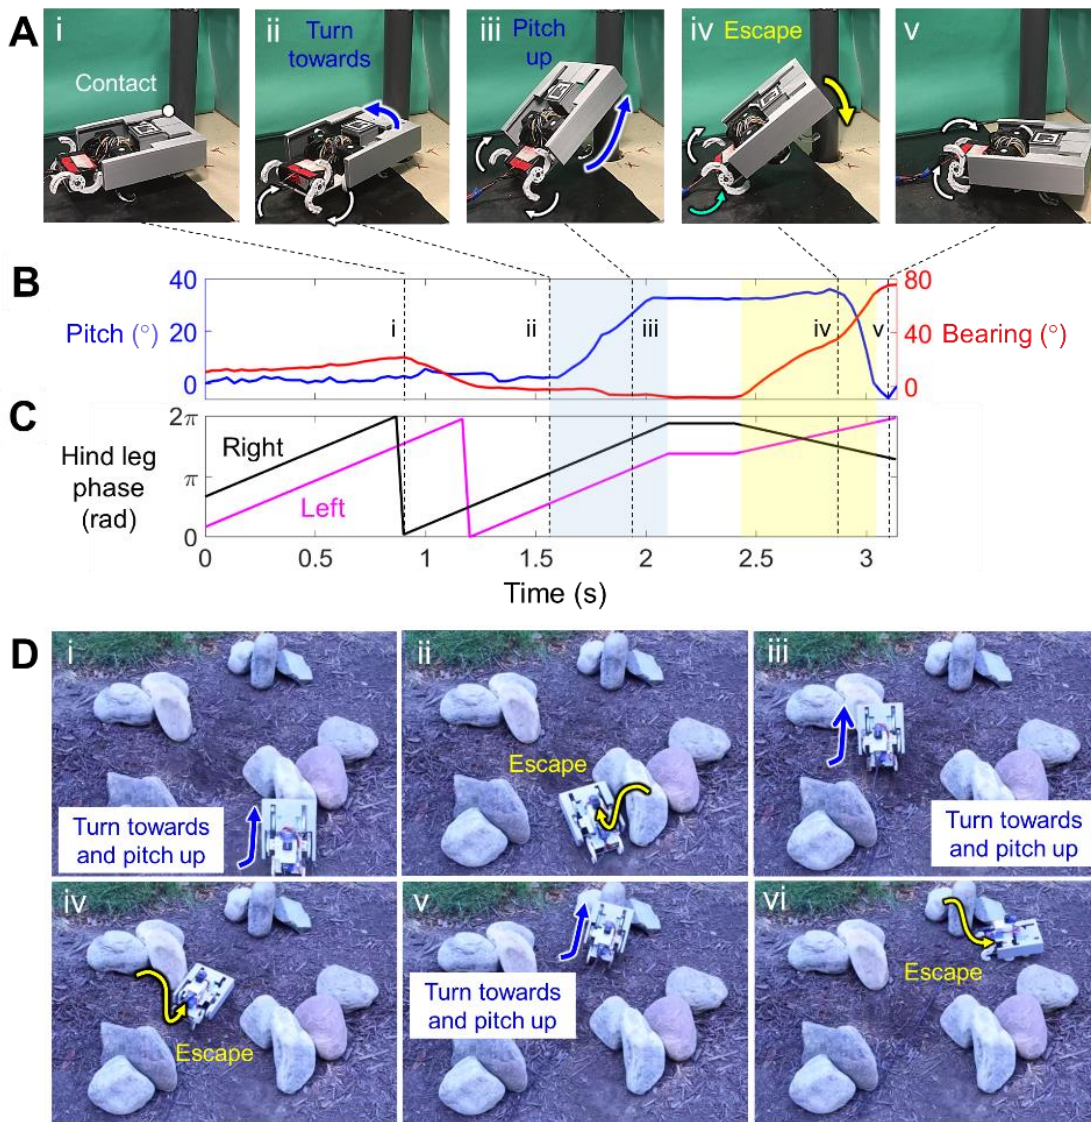 A
i
Contact
ii
Turn
towards
iii
Pitch
up
iv
Escape
v
B
Pitch (°)
40
20
0
i
ii
iii
iv
v
80
40
0
Bearing (°)
C
Hind leg
phase
(rad)
2π
π
0
Right
Left
0
0.5
1
1.5
2
2.5
3
Time (s)
D
i
Turn towards
and pitch up
ii
Escape
iii
Turn towards
and pitch up
iv
Escape
v
Turn towards
and pitch up
vi
Escape